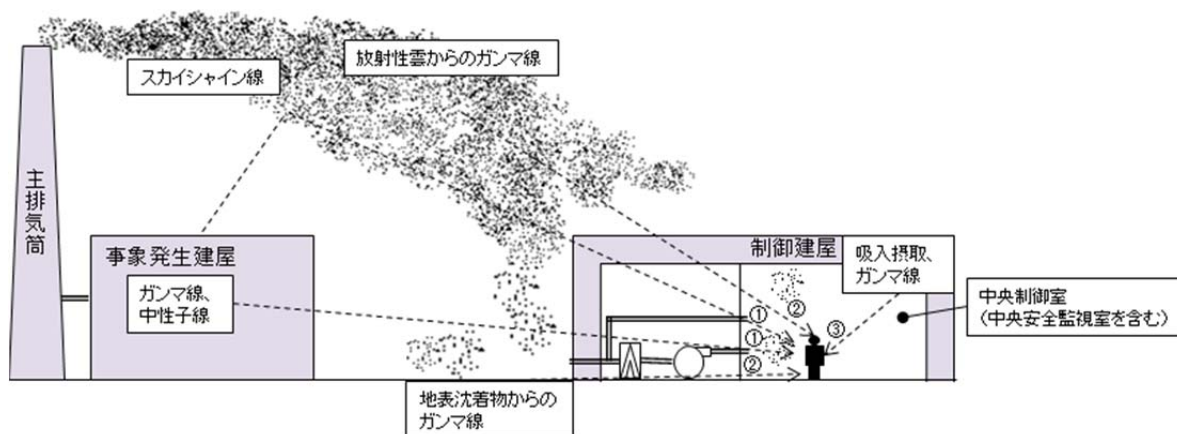 放射性雲からのガンマ線
スカイシャイン線
主排気筒
事象発生建屋
ガンマ線、
中性子線
制御建屋
吸入摂取、
ガンマ線
中央制御室
（中央安全監視室を含む）
①
②
①
③
②
地表沈着物からの
ガンマ線